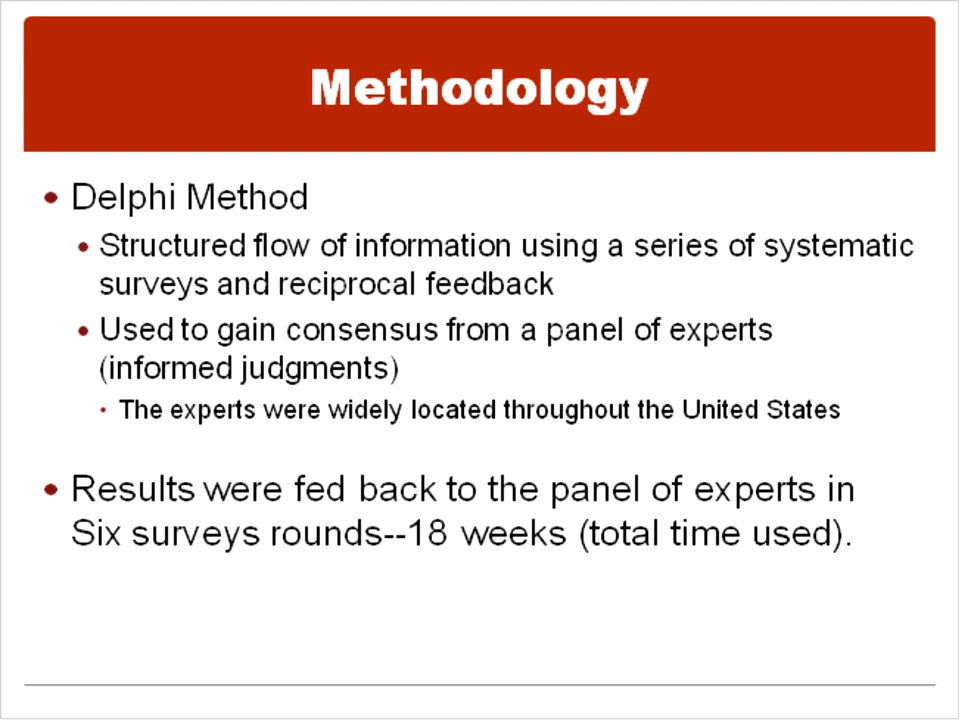 Methodology
• Delphi Method
• Structured flow of information using a series of systematic
surveys and reciprocal feedback
• Used to gain consensus from a panel of experts
(informed judgments)
• The experts were widely located throughout the United States
• Results were fed back to the panel of experts in
Six surveys rounds--18 weeks (total time used).